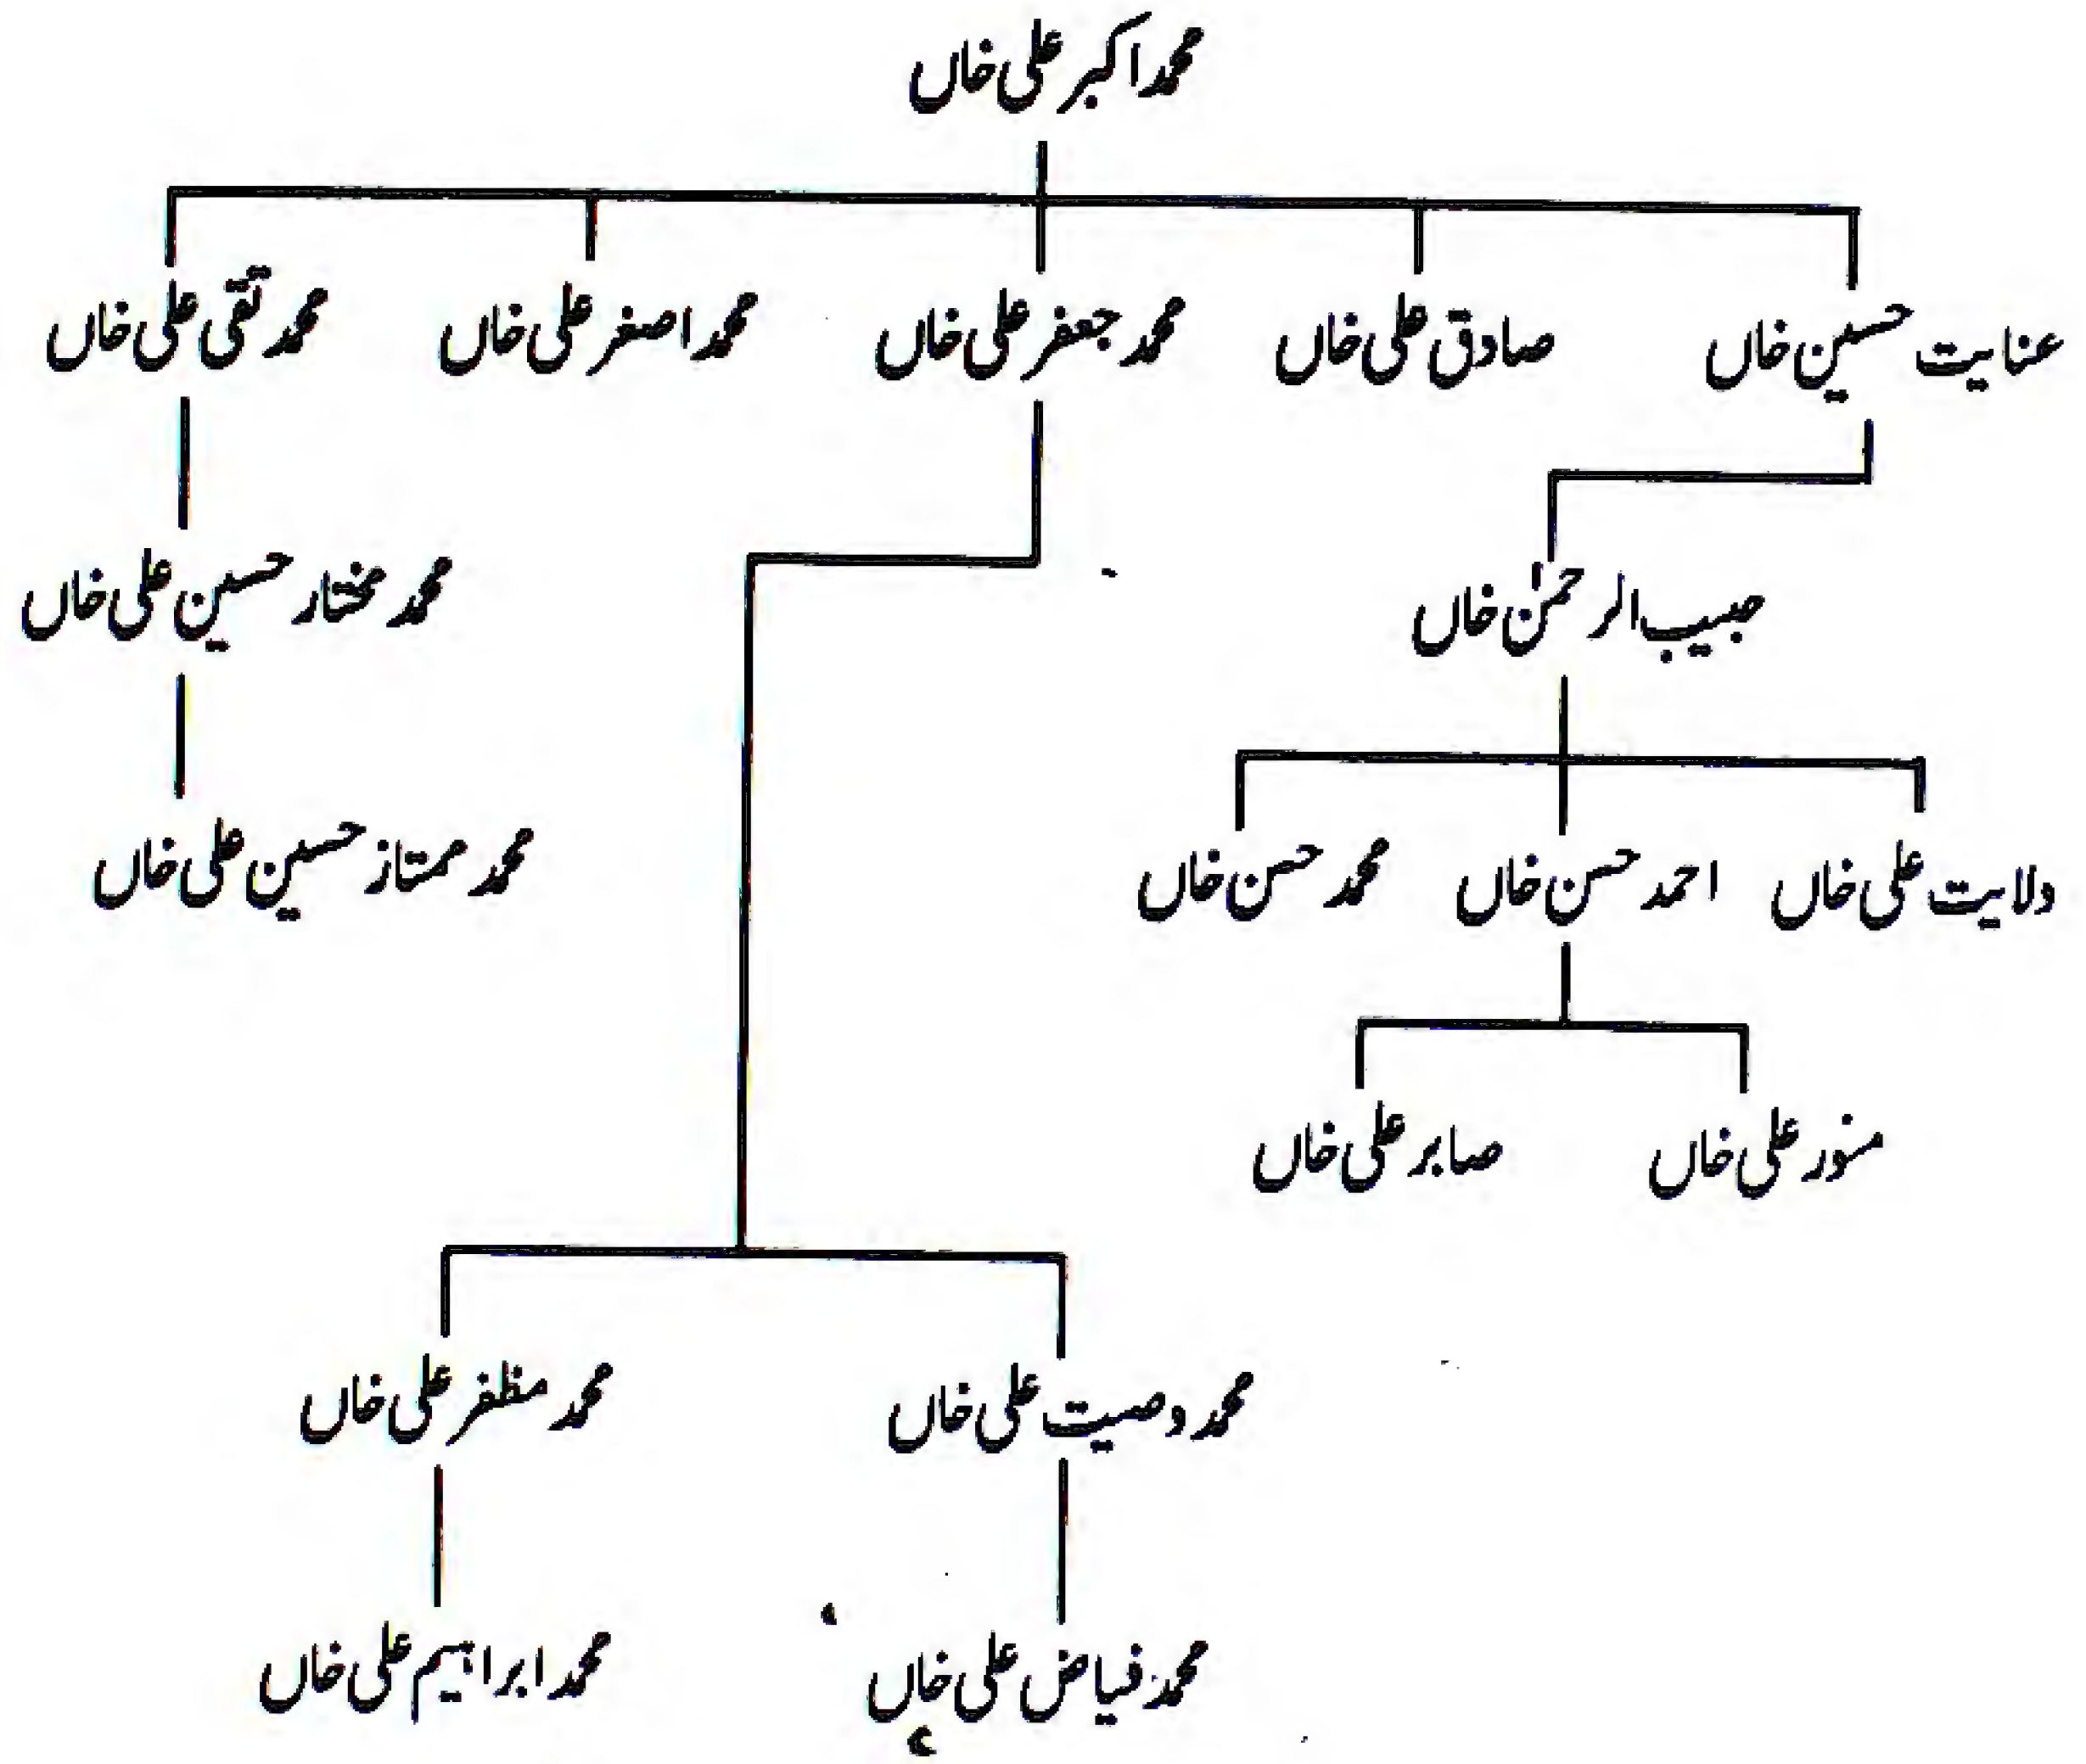 محمد اکبر علی خاں
عنایت حسین خاں صادق علی خاں محمد جعفر علی خاں محمد اصغر علی خاں محمد تقی علی خاں
حبیب الرحمٰن خاں محمد مختار حسین علی خاں
ولایت علی خاں احمد حسن خاں محمد حسن خاں محمد ممتاز حسین علی خاں
منور علی خاں صابر علی خاں
محمد وصیت علی خاں محمد مظفر علی خاں
محمد فیاض علی خاں محمد ابراہیم علی خاں